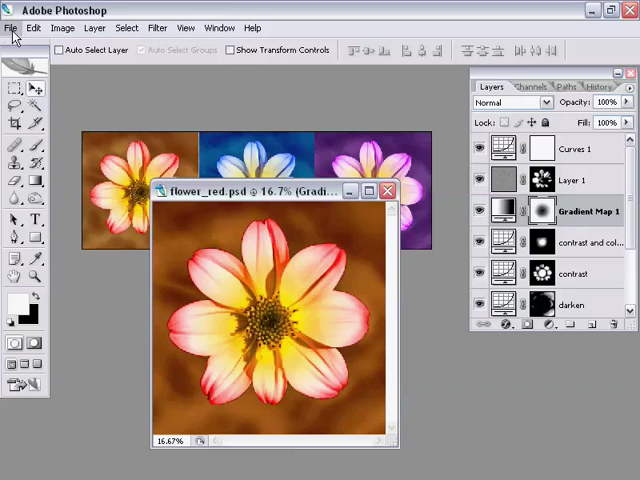 Adobe Photoshop
File Edit Image Layer Select Filter View Window Help
Auto Select Layer Auto Select Groups Show Transform Controls
flower_red.psd @ 16.7% (Gradi...
16.67%
Layers Channels Paths History
Normal Opacity: 100%
Lock: Fill: 100%
Curves 1
Layer 1
Gradient Map 1
contrast and col...
contrast
darken